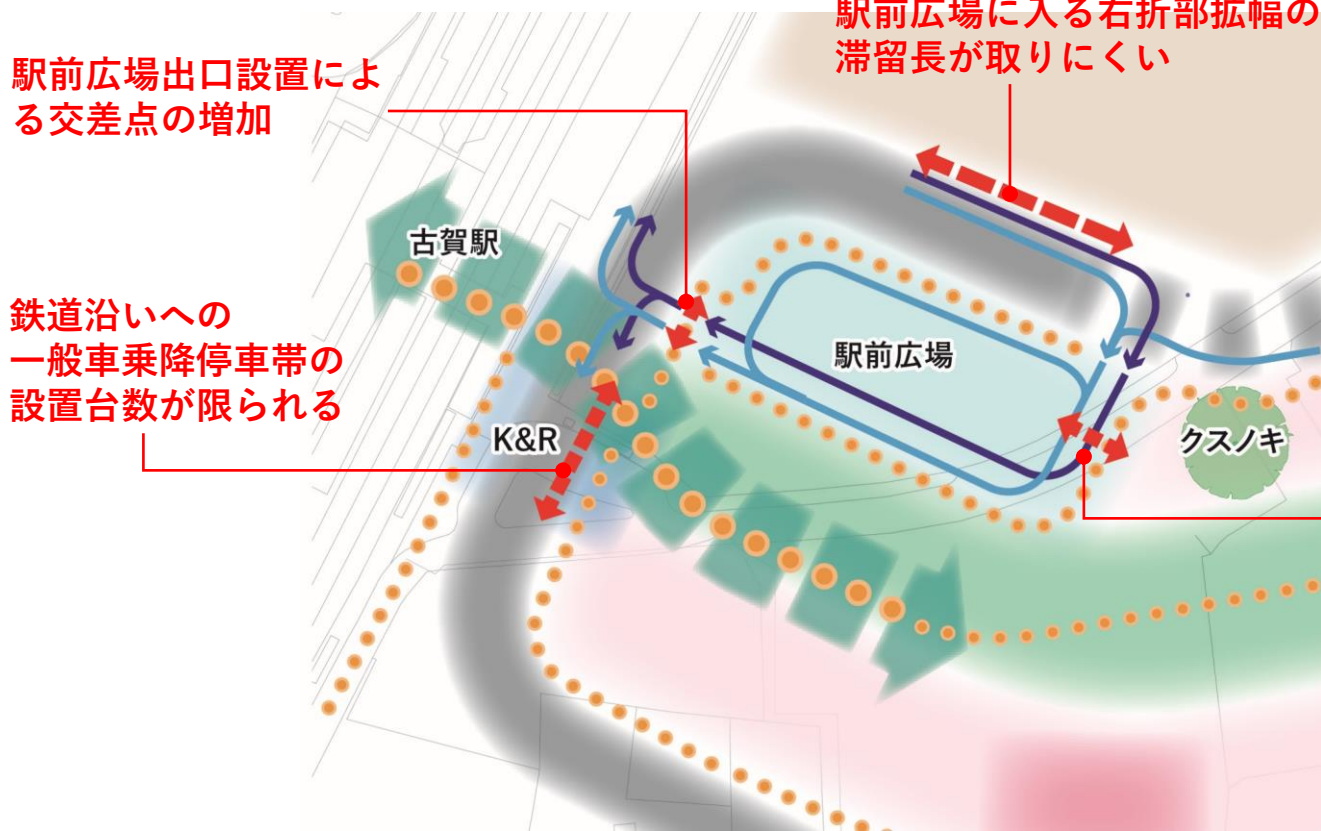 駅前広場に入る右折部拡幅の
滞留長が取りにくい
駅前広場出口設置によ
る交差点の増加
古賀駅
鉄道沿いへの
一般車乗降停車帯の
設置台数が限られる
駅前広場
K&R
クスノキ